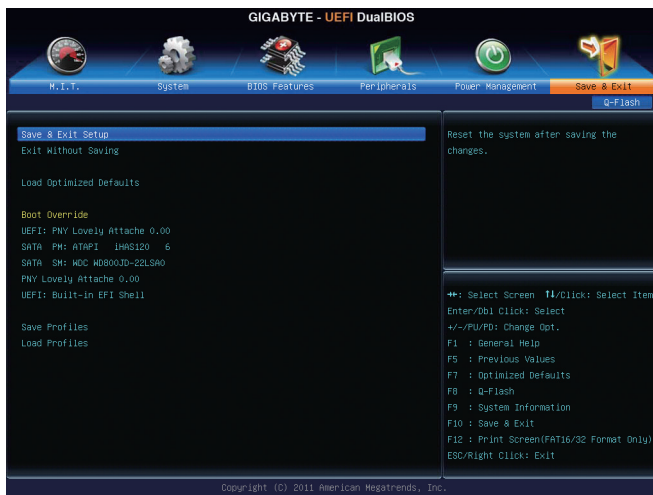 GIGABYTE - UEFI DualBIOS
M.I.T.
System
BIOS Features
Peripherals
Power Management
Save & Exit
Q-Flash
Save & Exit Setup
Exit Without Saving
Load Optimized Defaults
Boot Override
UEFI: PNY Lovely Attache 0.00
SATA PM: ATAPI iHAS120 6
SATA SM: WDC WD800JD-22LSA0
PNY Lovely Attache 0.00
UEFI: Built-in EFI Shell
Save Profiles
Load Profiles
Reset the system after saving the
changes.
→←: Select Screen ↑↓/Click: Select Item
Enter/Dbl Click: Select
+/-/PU/PD: Change Opt.
F1 : General Help
F5 : Previous Values
F7 : Optimized Defaults
F8 : Q-Flash
F9 : System Information
F10 : Save & Exit
F12 : Print Screen(FAT16/32 Format Only)
ESC/Right Click: Exit
Copyright (C) 2011 American Megatrends, Inc.